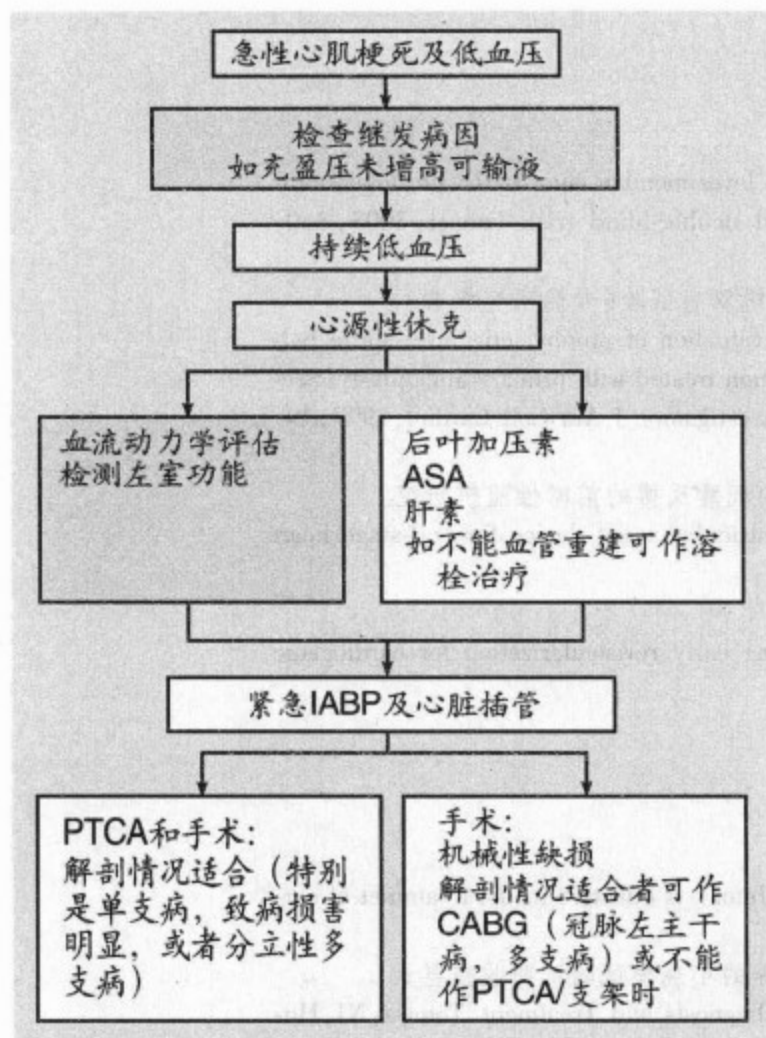 急性心肌梗死及低血压
检查继发病因
如充盈压未增高可输液
持续低血压
心源性休克
血流动力学评估
检测左室功能
后叶加压素
ASA
肝素
如不能血管重建可作溶
栓治疗
紧急IABP及心脏插管
PTCA和手术:
解剖情况适合（特别
是单支病，致病损害
明显，或者分立性多
支病）
手术:
机械性缺损
解剖情况适合者可作
CABG（冠脉左主干
病，多支病）或不能
作PTCA/支架时